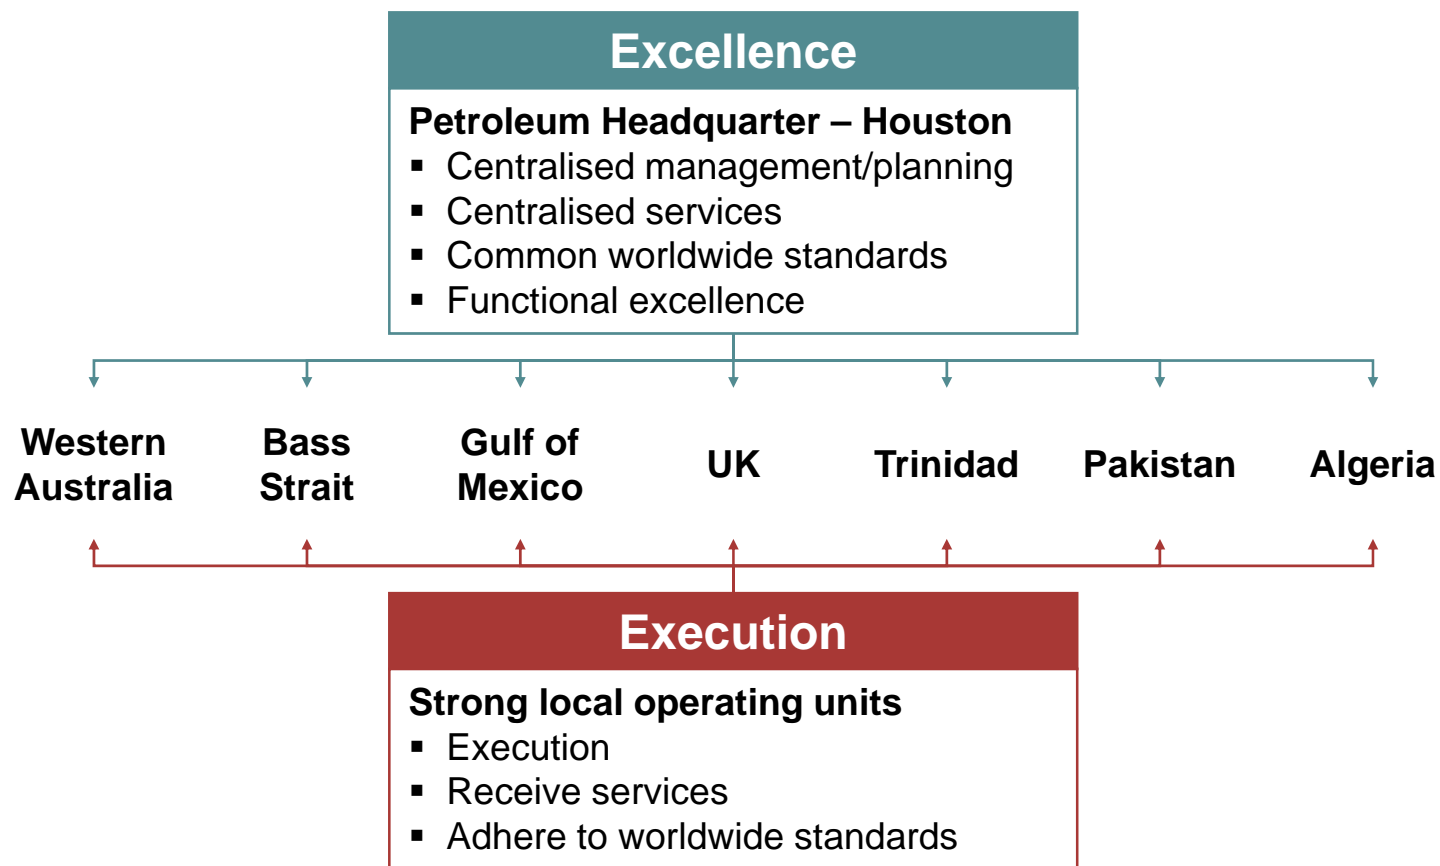 Excellence
Petroleum Headquarter – Houston
▪ Centralised management/planning
▪ Centralised services
▪ Common worldwide standards
▪ Functional excellence
Western
Australia
Bass
Strait
Gulf of
Mexico
UK
Trinidad
Pakistan
Algeria
Execution
Strong local operating units
▪ Execution
▪ Receive services
▪ Adhere to worldwide standards